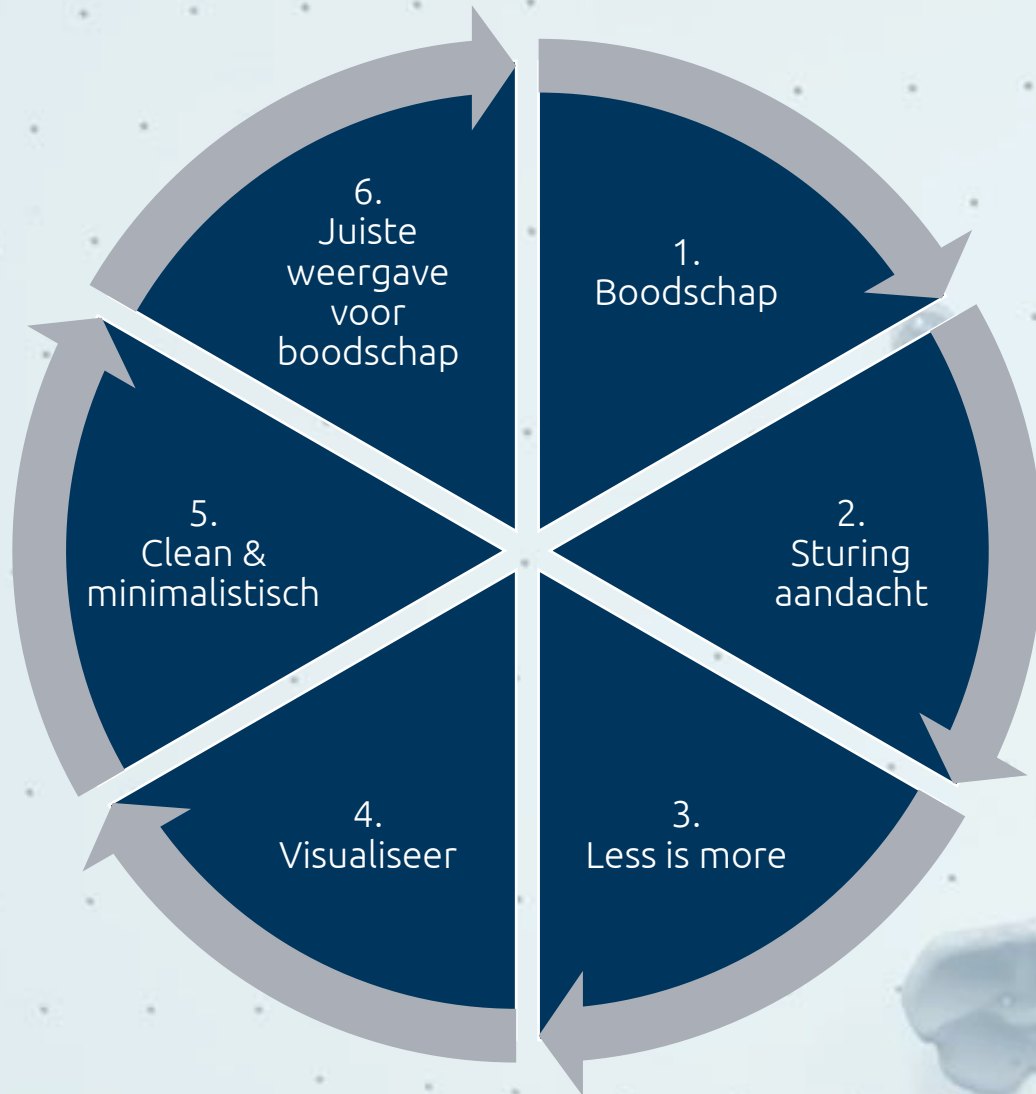 1.
Boodschap
2.
Sturing
aandacht
3.
Less is more
4.
Visualiseer
5.
Clean &
minimalistisch
6.
Juiste
weergave
voor
boodschap